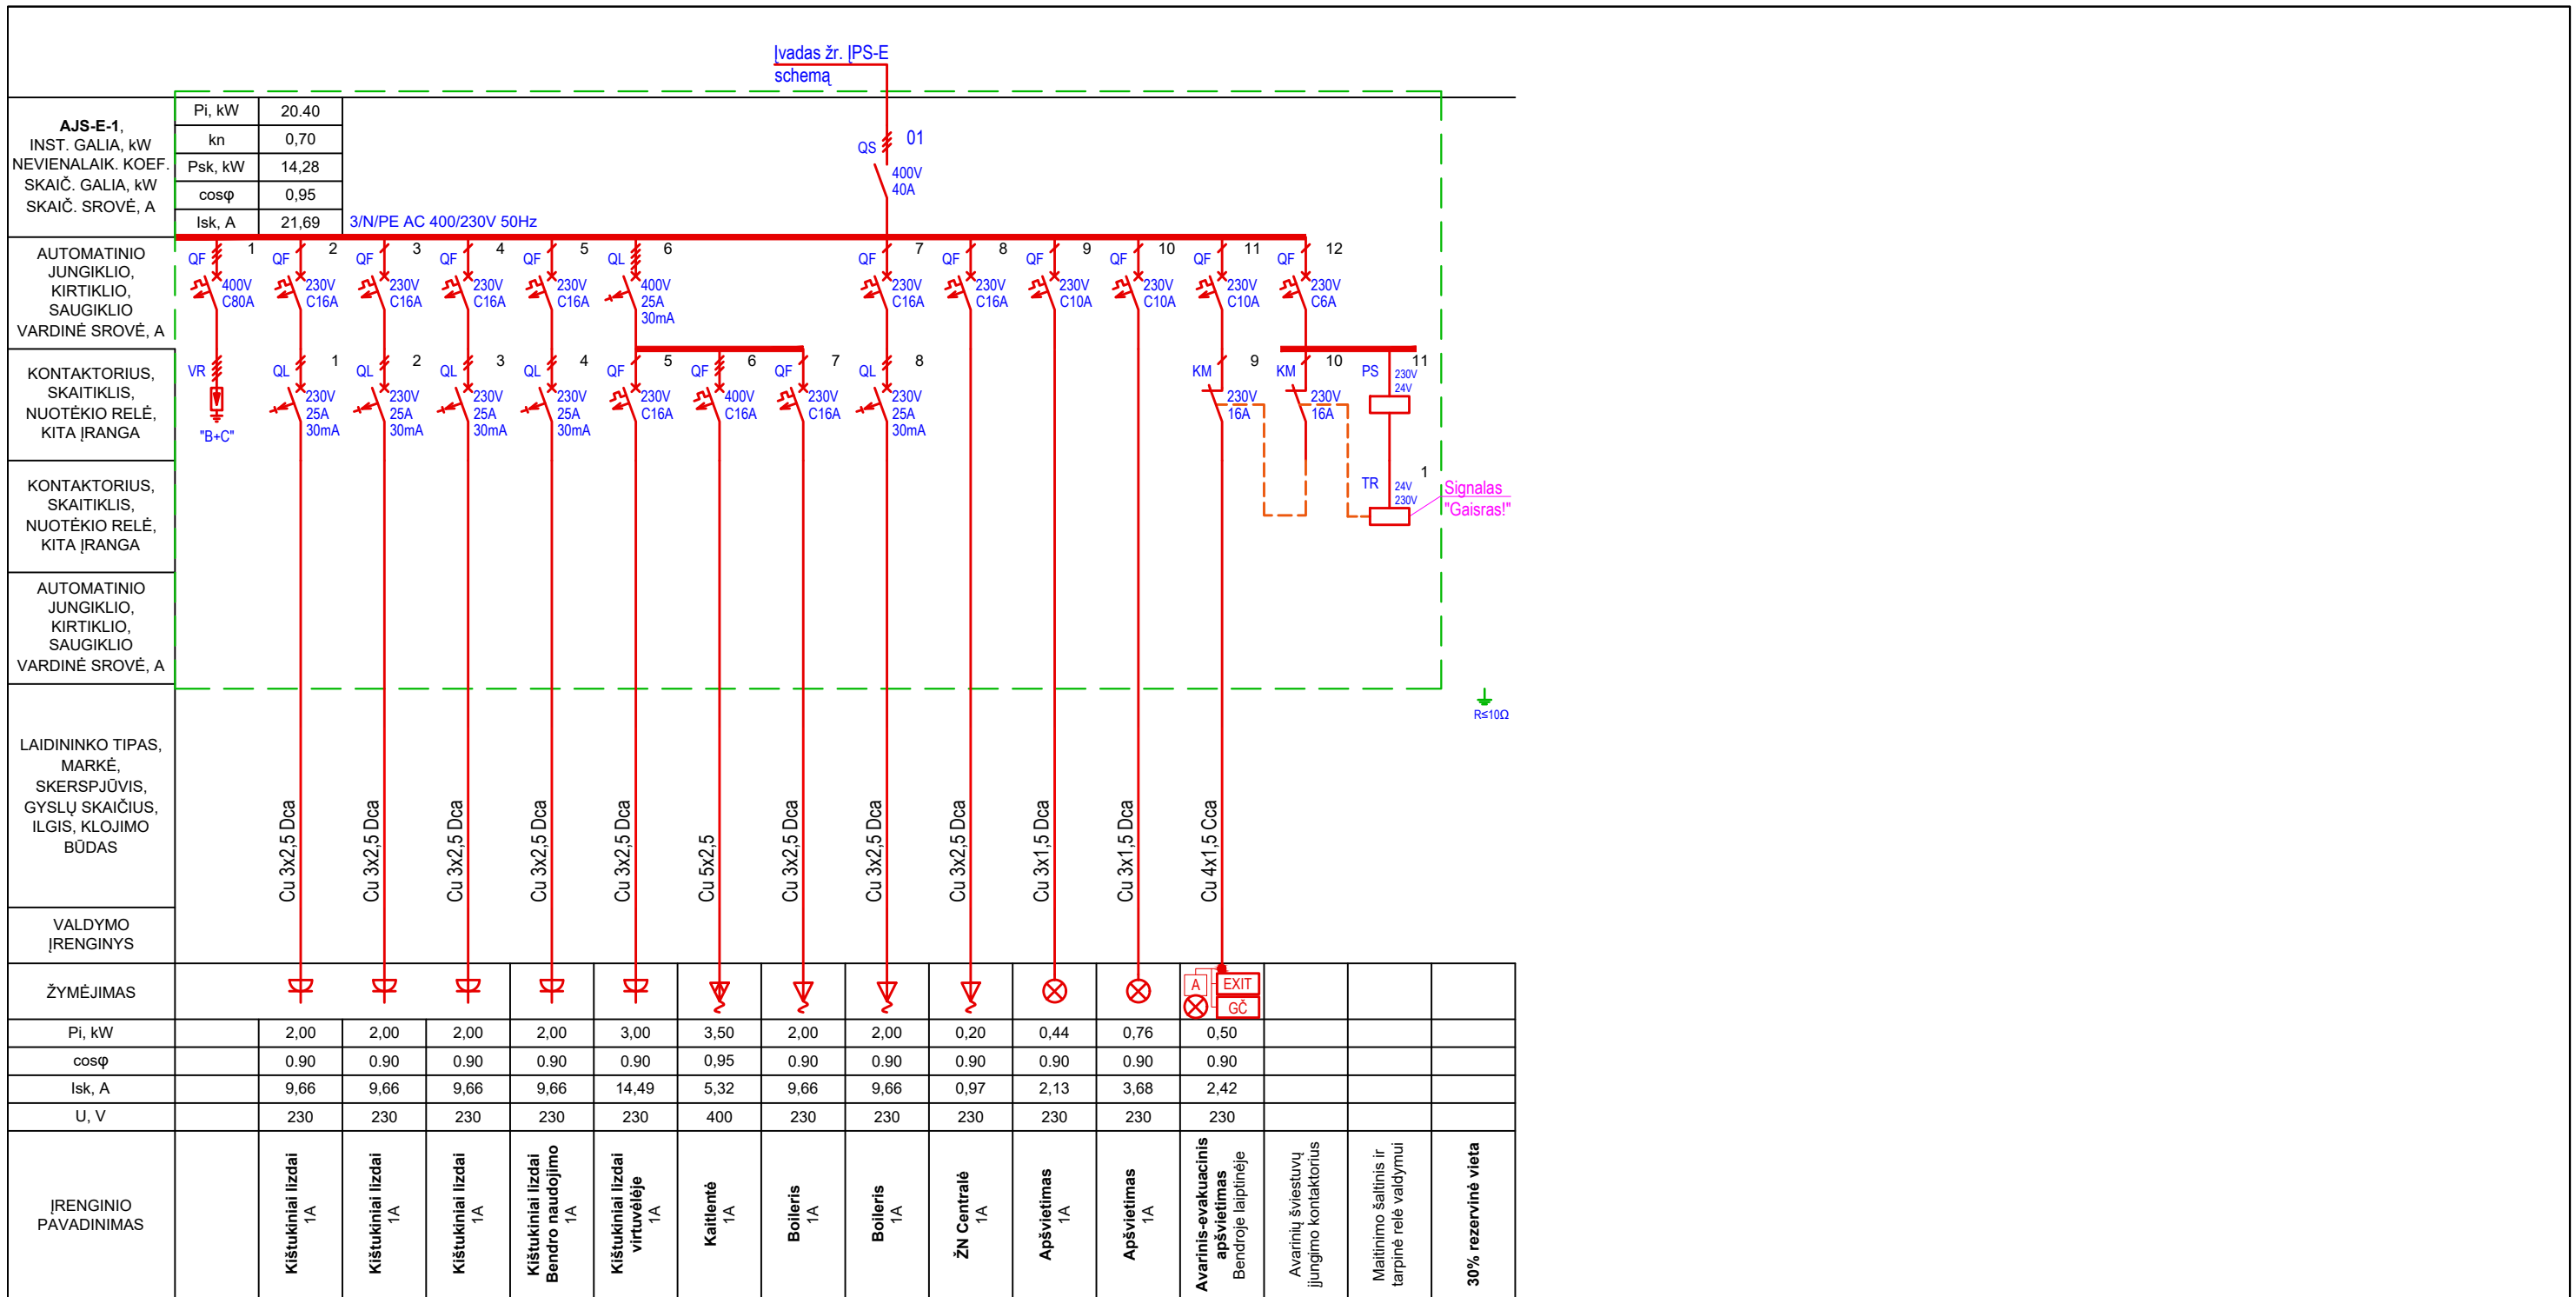 Įvadas žr. ĮPS-E
schemą
AJS-E-1,
INST. GALIA, kW
NEVIENALAIK. KOEF.
SKAIČ. GALIA, kW
SKAIČ. SROVĖ, A
Pi, kW 20.40
kn 0,70
Psk, kW 14,28
cosφ 0,95
Isk, A 21,69
3/N/PE AC 400/230V 50Hz
QS 01
400V
40A
AUTOMATINIO
JUNGIKLIO,
KIRTIKLIO,
SAUGIKLIO
VARDINĖ SROVĖ, A
1 2 3 4 5 6 7 8 9 10 11 12
QF QF QF QF QF QL QF QF QF QF QF QF
400V 230V 230V 230V 230V 400V 230V 230V 230V 230V 230V 230V
C80A C16A C16A C16A C16A 25A C16A C16A C10A C10A C10A C6A
30mA
KONTAKTORIUS,
SKAITIKLIS,
NUOTĖKIO RELĖ,
KITA ĮRANGA
1 2 3 4 5 6 7 8 9 10 11
VR QL QL QL QL QF QF QF QL KM KM PS
230V 230V 230V 230V 230V 400V 230V 230V 230V 230V 230V
25A 25A 25A 25A C16A C16A C16A 25A 16A 16A 24V
30mA 30mA 30mA 30mA 30mA
"B+C"
KONTAKTORIUS,
SKAITIKLIS,
NUOTĖKIO RELĖ,
KITA ĮRANGA
1
TR 24V
230V
Signalas
"Gaisras!"
AUTOMATINIO
JUNGIKLIO,
KIRTIKLIO,
SAUGIKLIO
VARDINĖ SROVĖ, A
R≤10Ω
LAIDININKO TIPAS,
MARKĖ,
SKERSPJŪVIS,
GYSLŲ SKAIČIUS,
ILGIS, KLOJIMO
BŪDAS
Cu 3x2,5 Dca
Cu 3x2,5 Dca
Cu 3x2,5 Dca
Cu 3x2,5 Dca
Cu 3x2,5 Dca
Cu 5x2,5
Cu 3x2,5 Dca
Cu 3x2,5 Dca
Cu 3x2,5 Dca
Cu 3x1,5 Dca
Cu 3x1,5 Dca
Cu 4x1,5 Cca
VALDYMO
ĮRENGINYS
ŽYMĖJIMAS
A EXIT
GČ
Pi, kW 2,00 2,00 2,00 2,00 3,00 3,50 2,00 2,00 0,20 0,44 0,76 0,50
cosφ 0.90 0.90 0.90 0.90 0.90 0,95 0.90 0.90 0.90 0.90 0.90 0.90
Isk, A 9,66 9,66 9,66 9,66 14,49 5,32 9,66 9,66 0,97 2,13 3,68 2,42
U, V 230 230 230 230 230 400 230 230 230 230 230 230
ĮRENGINIO
PAVADINIMAS
Kištukiniai lizdai
1A
Kištukiniai lizdai
1A
Kištukiniai lizdai
1A
Kištukiniai lizdai
Bendro naudojimo
1A
Kištukiniai lizdai
virtuvėlėje
1A
Kaitlentė
1A
Boileris
1A
Boileris
1A
ŽN Centralė
1A
Apšvietimas
1A
Apšvietimas
1A
Avarinis-evakuacinis
apšvietimas
Bendroje laiptinėje
Avarinių šviestuvų
įjungimo kontaktorius
Maitinimo šaltinis ir
tarpinė relė valdymui
30% rezervinė vieta